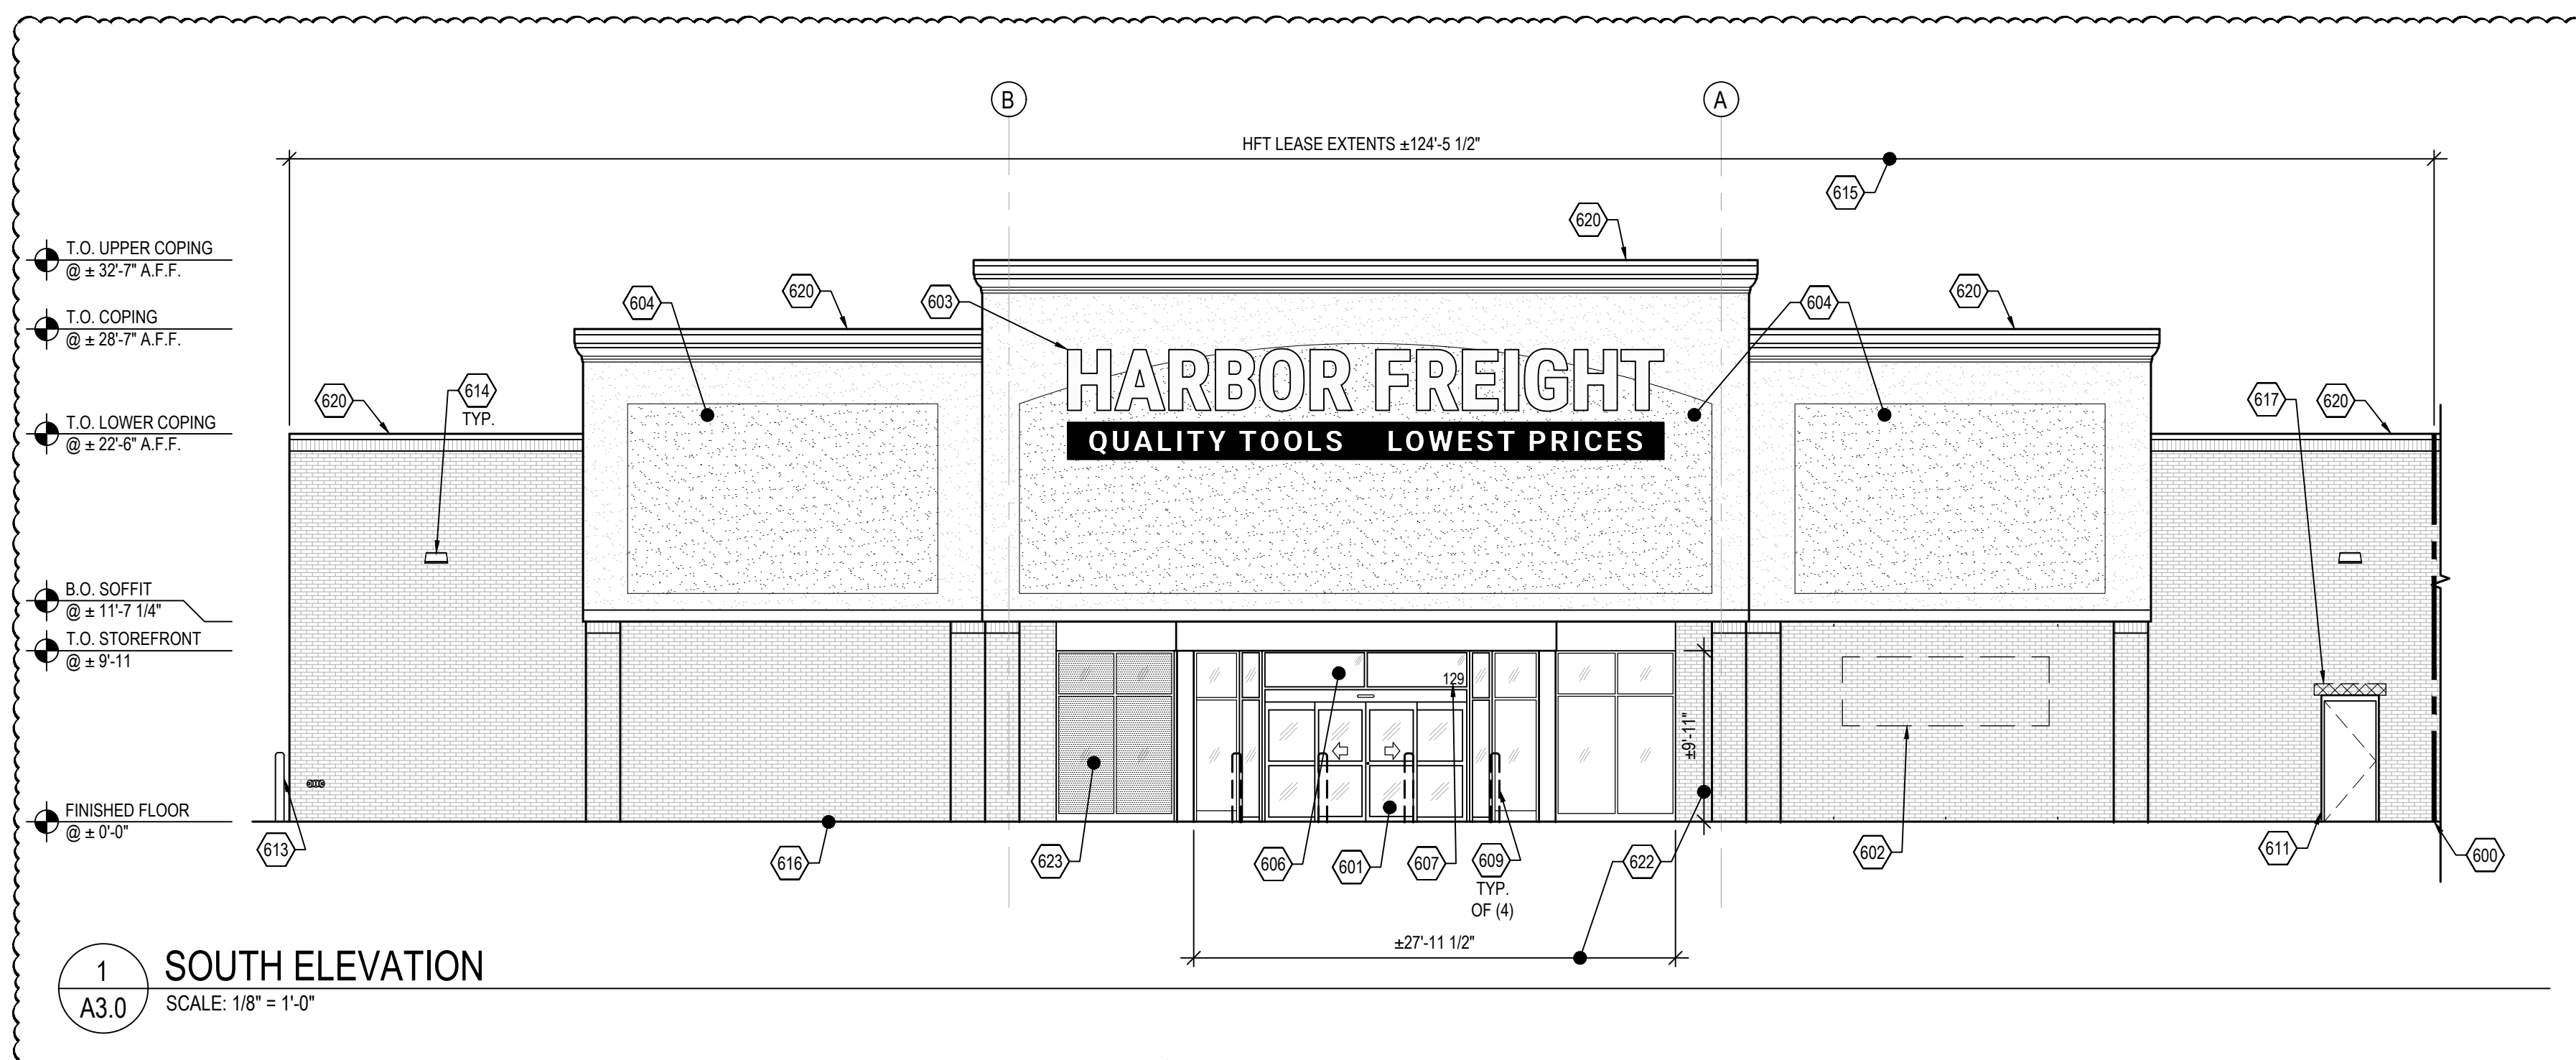 B
A
HFT LEASE EXTENTS ±124'-5 1/2"
615
620
T.O. UPPER COPING
@ ± 32'-7" A.F.F.
604
620
603
604
620
T.O. COPING
@ ± 28'-7" A.F.F.
HARBOR FREIGHT
620
614
TYP.
617
620
T.O. LOWER COPING
@ ± 22'-6" A.F.F.
QUALITY TOOLS LOWEST PRICES
B.O. SOFFIT
@ ± 11'-7 1/4"
T.O. STOREFRONT
@ ± 9'-11
129
±9'-11"
FINISHED FLOOR
@ ± 0'-0"
613
616
623
606
601
607
609
TYP.
OF (4)
622
602
611
600
±27'-11 1/2"
1
A3.0
SOUTH ELEVATION
SCALE: 1/8" = 1'-0"